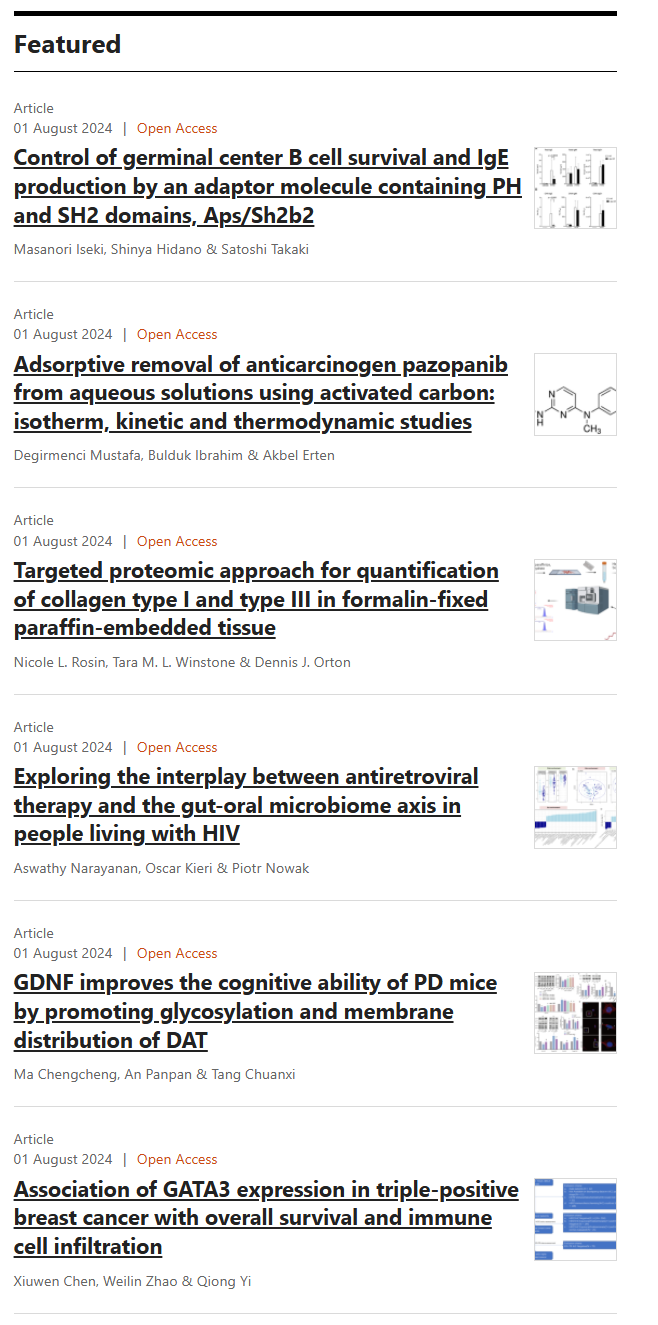 Featured
Article
01 August 2024 | Open Access
Control of germinal center B cell survival and IgE
production by an adaptor molecule containing PH
and SH2 domains, Aps/Sh2b2
Masanori Iseki, Shinya Hidano & Satoshi Takaki
Article
01 August 2024 | Open Access
Adsorptive removal of anticarcinogen pazopanib
from aqueous solutions using activated carbon:
isotherm, kinetic and thermodynamic studies
Degirmenci Mustafa, Bulduk Ibrahim & Akbel Erten
N
N
N
N
H
CH3
Article
01 August 2024 | Open Access
Targeted proteomic approach for quantification
of collagen type I and type III in formalin-fixed
paraffin-embedded tissue
Nicole L. Rosin, Tara M. L. Winstone & Dennis J. Orton
Article
01 August 2024 | Open Access
Exploring the interplay between antiretroviral
therapy and the gut-oral microbiome axis in
people living with HIV
Aswathy Narayanan, Oscar Kieri & Piotr Nowak
Article
01 August 2024 | Open Access
GDNF improves the cognitive ability of PD mice
by promoting glycosylation and membrane
distribution of DAT
Ma Chengcheng, An Panpan & Tang Chuanxi
Article
01 August 2024 | Open Access
Association of GATA3 expression in triple-positive
breast cancer with overall survival and immune
cell infiltration
Xiuwen Chen, Weilin Zhao & Qiong Yi